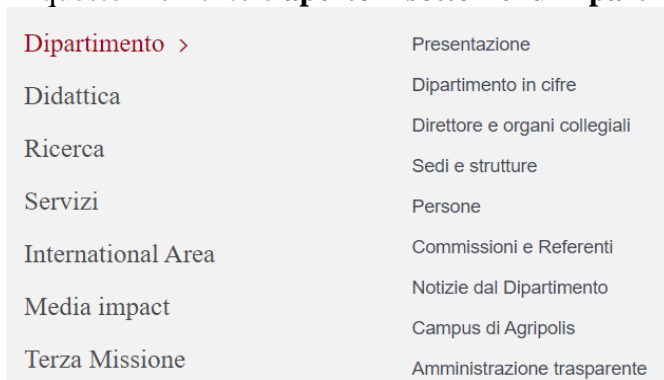 Dipartimento >
Didattica
Ricerca
Servizi
International Area
Media impact
Terza Missione
Presentazione
Dipartimento in cifre
Direttore e organi collegiali
Sedi e strutture
Persone
Commissioni e Referenti
Notizie dal Dipartimento
Campus di Agripolis
Amministrazione trasparente